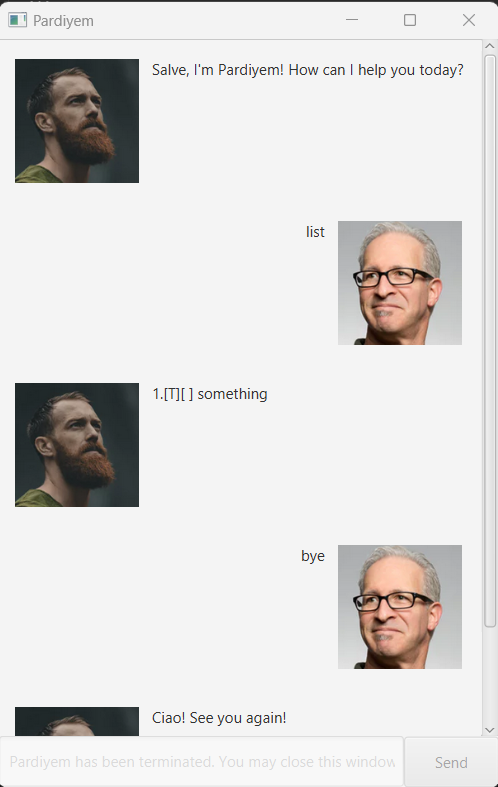 Pardiyem
Salve, I'm Pardiyem! How can I help you today?
list
1.[T][ ] something
bye
Ciao! See you again!
Pardiyem has been terminated. You may close this window
Send